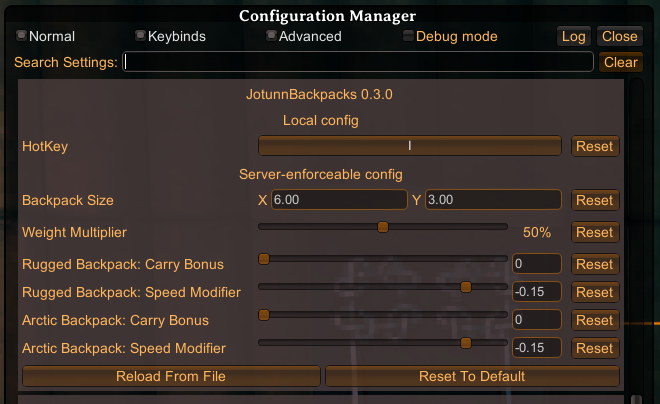 Configuration Manager
Normal Keybinds Advanced Debug mode Log Close
Search Settings: Clear
JotunnBackpacks 0.3.0
Local config
HotKey I Reset
Server-enforceable config
Backpack Size X 6.00 Y 3.00 Reset
Weight Multiplier 50% Reset
Rugged Backpack: Carry Bonus 0 Reset
Rugged Backpack: Speed Modifier -0.15 Reset
Arctic Backpack: Carry Bonus 0 Reset
Arctic Backpack: Speed Modifier -0.15 Reset
Reload From File Reset To Default